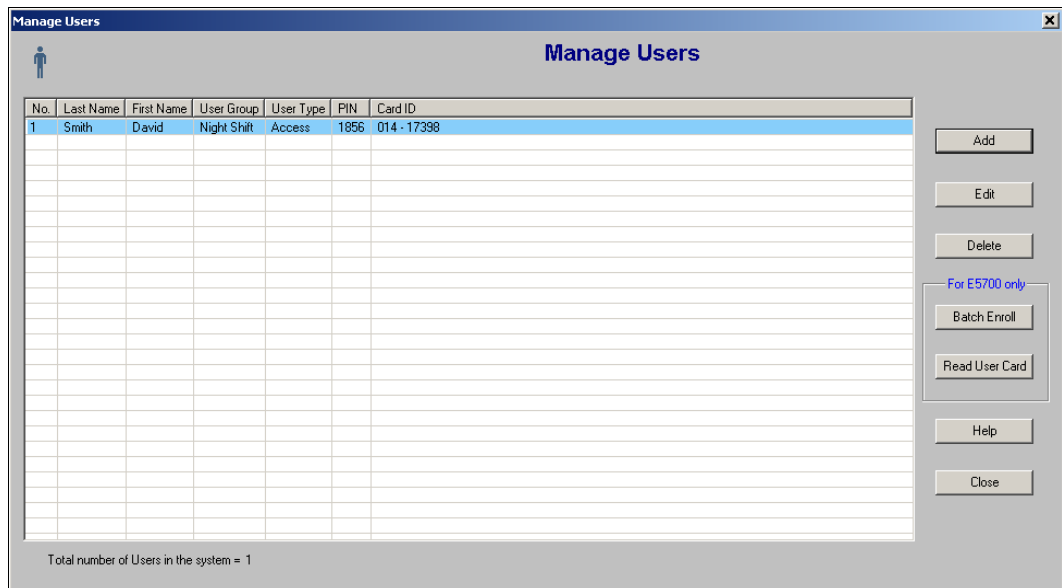 Manage Users
Manage Users
No. Last Name First Name User Group User Type PIN Card ID
1 Smith David Night Shift Access 1856 014 - 17398
Add
Edit
Delete
For E5700 only
Batch Enroll
Read User Card
Help
Close
Total number of Users in the system = 1